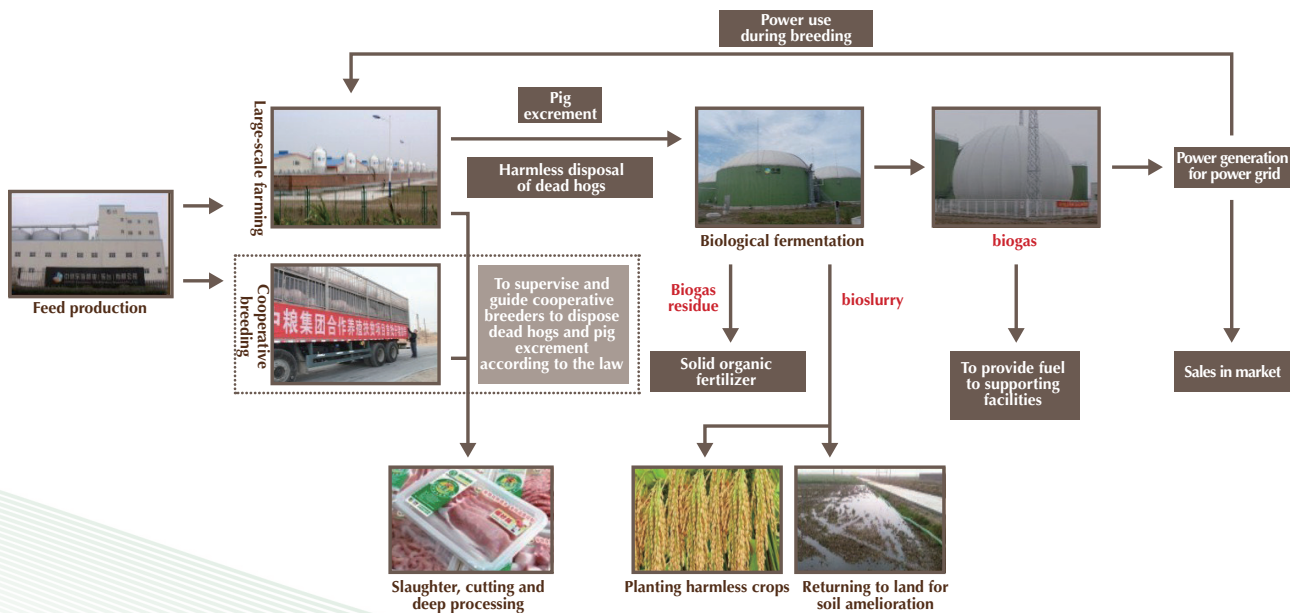 Power use
during breeding
Large-scale farming
Pig
excrement
Harmless disposal
of dead hogs
Power generation
for power grid
Feed production
Biological fermentation
biogas
Cooperative
breeding
To supervise and
guide cooperative
breeders to dispose
dead hogs and pig
excrement
according to the law
Biogas
residue
bioslurry
Solid organic
fertilizer
To provide fuel
to supporting
facilities
Sales in market
Slaughter, cutting and
deep processing
Planting harmless crops
Returning to land for
soil amelioration